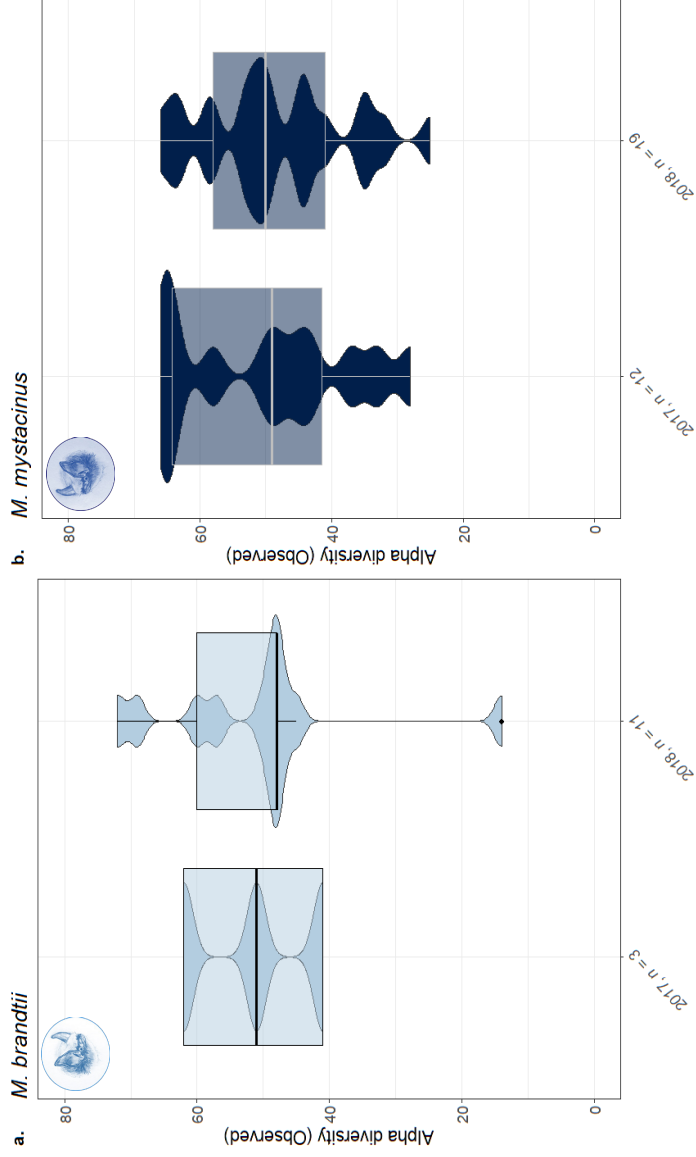 a. M. brandtii
Alpha diversity (Observed)
80
60
40
20
0
2017, n = 3
2018, n = 11
b. M. mystacinus
Alpha diversity (Observed)
80
60
40
20
0
2017, n = 12
2018, n = 19